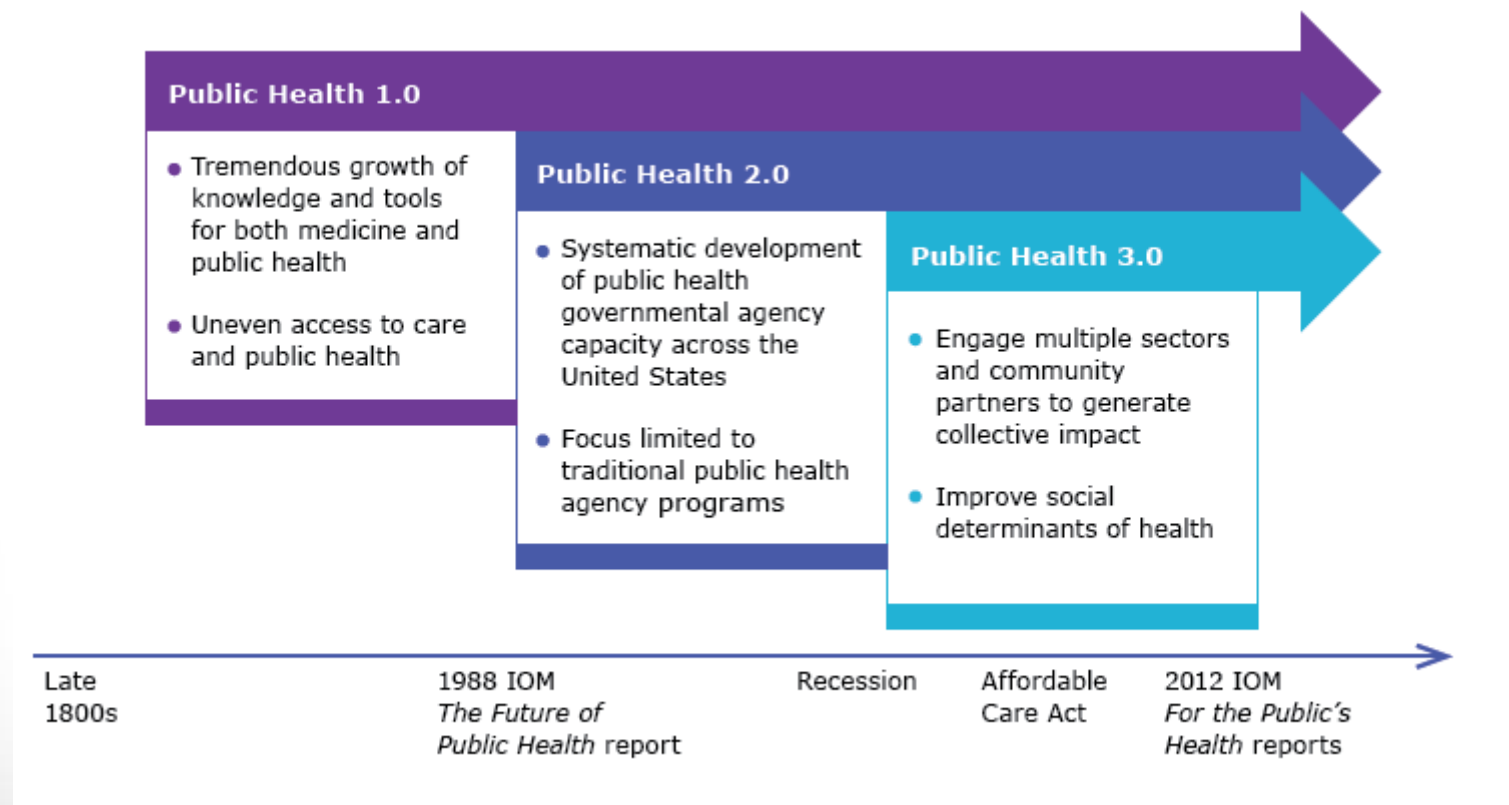 Public Health 1.0
• Tremendous growth of
knowledge and tools
for both medicine and
public health
• Uneven access to care
and public health
Public Health 2.0
• Systematic development
of public health
governmental agency
capacity across the
United States
• Focus limited to
traditional public health
agency programs
Public Health 3.0
• Engage multiple sectors
and community
partners to generate
collective impact
• Improve social
determinants of health
Late
1800s
1988 IOM
The Future of
Public Health report
Recession
Affordable
Care Act
2012 IOM
For the Public’s
Health reports